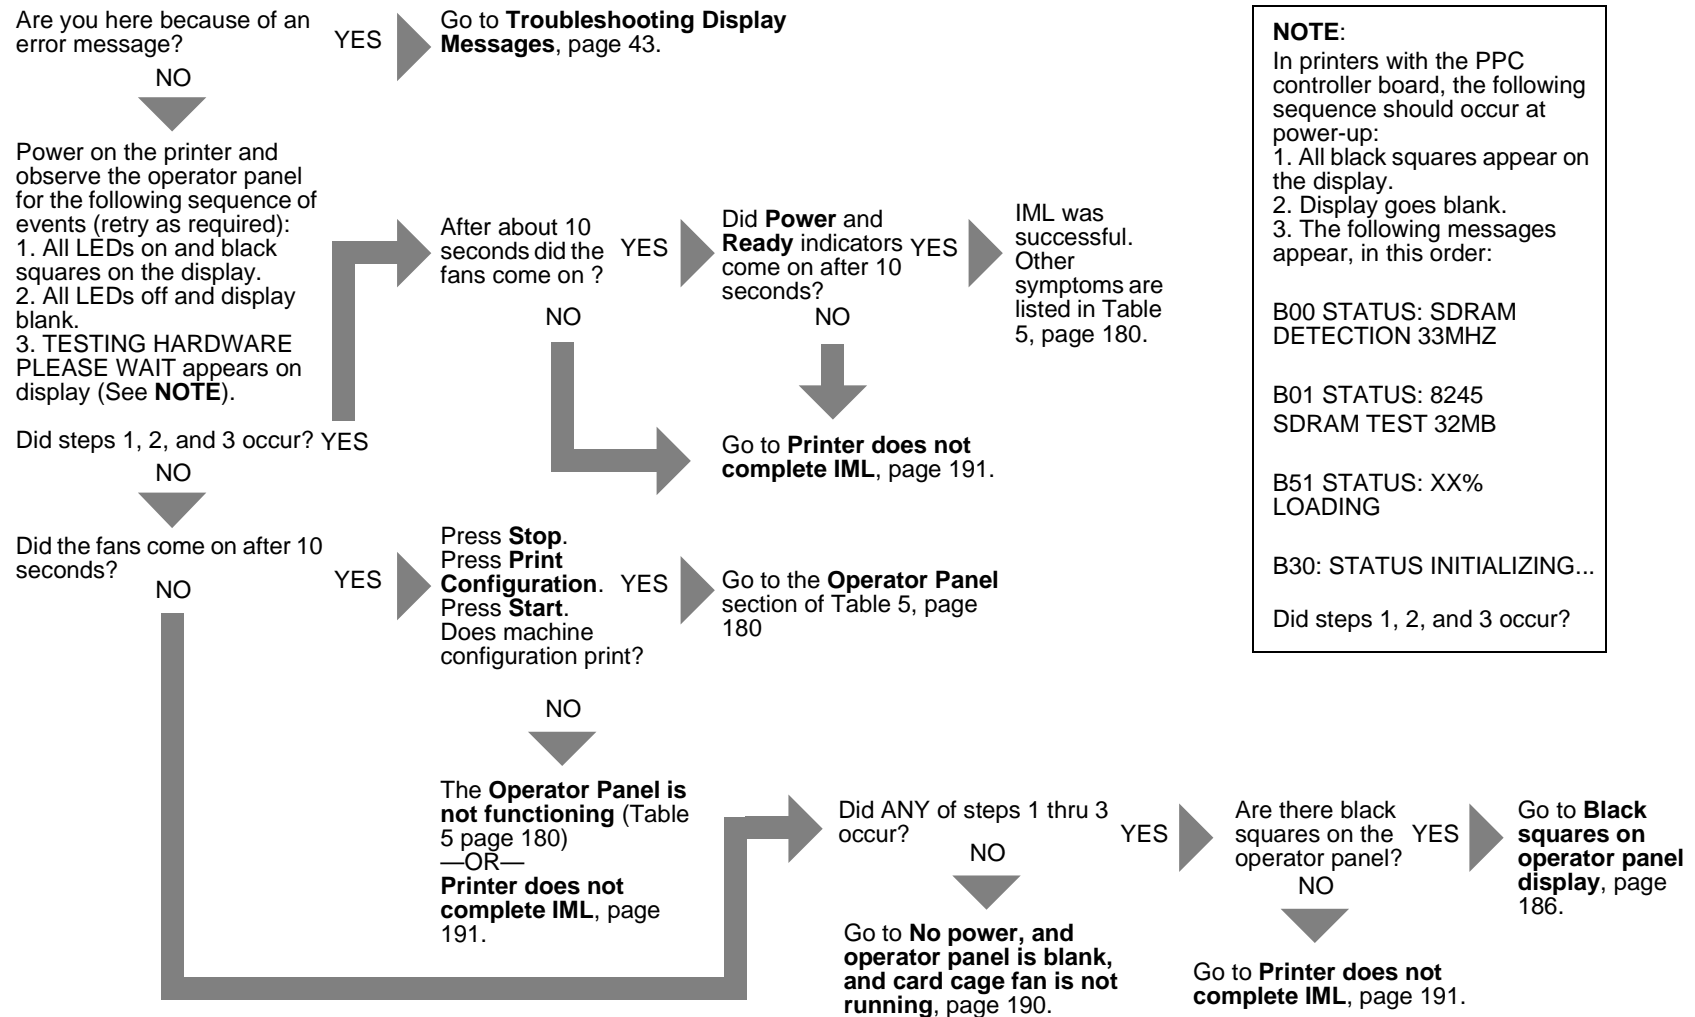 Are you here because of an
error message?
YES
Go to Troubleshooting Display
Messages, page 43.
NO
Power on the printer and
observe the operator panel
for the following sequence of
events (retry as required):
1. All LEDs on and black
squares on the display.
2. All LEDs off and display
blank.
3. TESTING HARDWARE
PLEASE WAIT appears on
display (See NOTE).
Did steps 1, 2, and 3 occur? YES
NO
After about 10
seconds did the
fans come on ?
YES
NO
Did Power and
Ready indicators
come on after 10
seconds?
YES
NO
IML was
successful.
Other
symptoms are
listed in Table
5, page 180.
Go to Printer does not
complete IML, page 191.
Did the fans come on after 10
seconds?
YES
NO
Press Stop.
Press Print
Configuration.
Press Start.
Does machine
configuration print?
YES
Go to the Operator Panel
section of Table 5, page
180
NO
The Operator Panel is
not functioning (Table
5 page 180)
—OR—
Printer does not
complete IML, page
191.
Did ANY of steps 1 thru 3
occur?
YES
NO
Go to No power, and
operator panel is blank,
and card cage fan is not
running, page 190.
Are there black
squares on the
operator panel?
YES
NO
Go to Black
squares on
operator panel
display, page
186.
Go to Printer does not
complete IML, page 191.
NOTE:
In printers with the PPC
controller board, the following
sequence should occur at
power-up:
1. All black squares appear on
the display.
2. Display goes blank.
3. The following messages
appear, in this order:
B00 STATUS: SDRAM
DETECTION 33MHZ
B01 STATUS: 8245
SDRAM TEST 32MB
B51 STATUS: XX%
LOADING
B30: STATUS INITIALIZING...
Did steps 1, 2, and 3 occur?